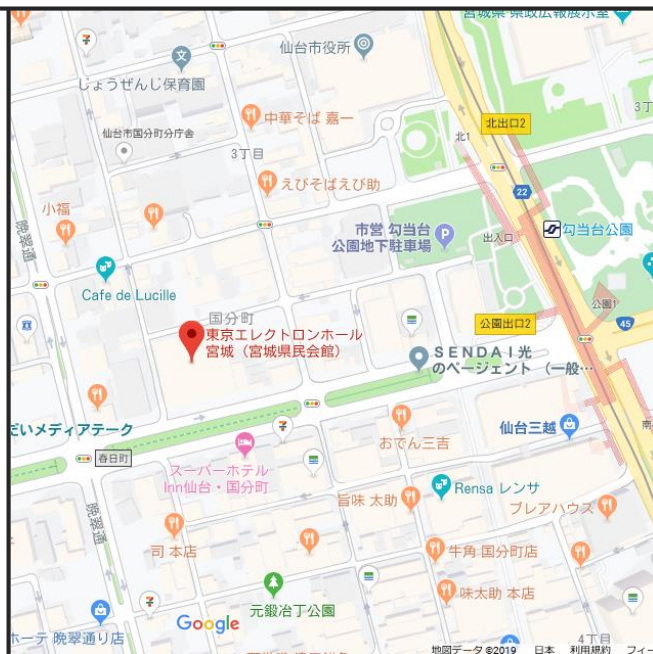 宮城県 県政広報展示室
仙台市役所
じょうぜんじ保育園
中華そば 嘉一
北出口2
北1
3丁
仙台市国分町分庁舎
3丁目
えびそばえび助
22
小福
晩翠通
市営 勾当台
公園地下駐車場
出入口
勾当台公園
Cafe de Lucille
国分町
公園1
東京エレクトロンホール
宮城（宮城県民会館）
公園出口2
45
SENDAI光
のページェント （一般…
だいメディアテーク
おでん三吉
仙台三越
南
春日町
スーパーホテル
Inn仙台・国分町
Rensa レンサ
旨味 太助
ブレアハウス
晩翠通
司 本店
牛角 国分町店
元鍛冶丁公園
味太助 本店
Google
ホーテ 晩翠通り店
4丁目
地図データ ©2019 日本 利用規約 フィー